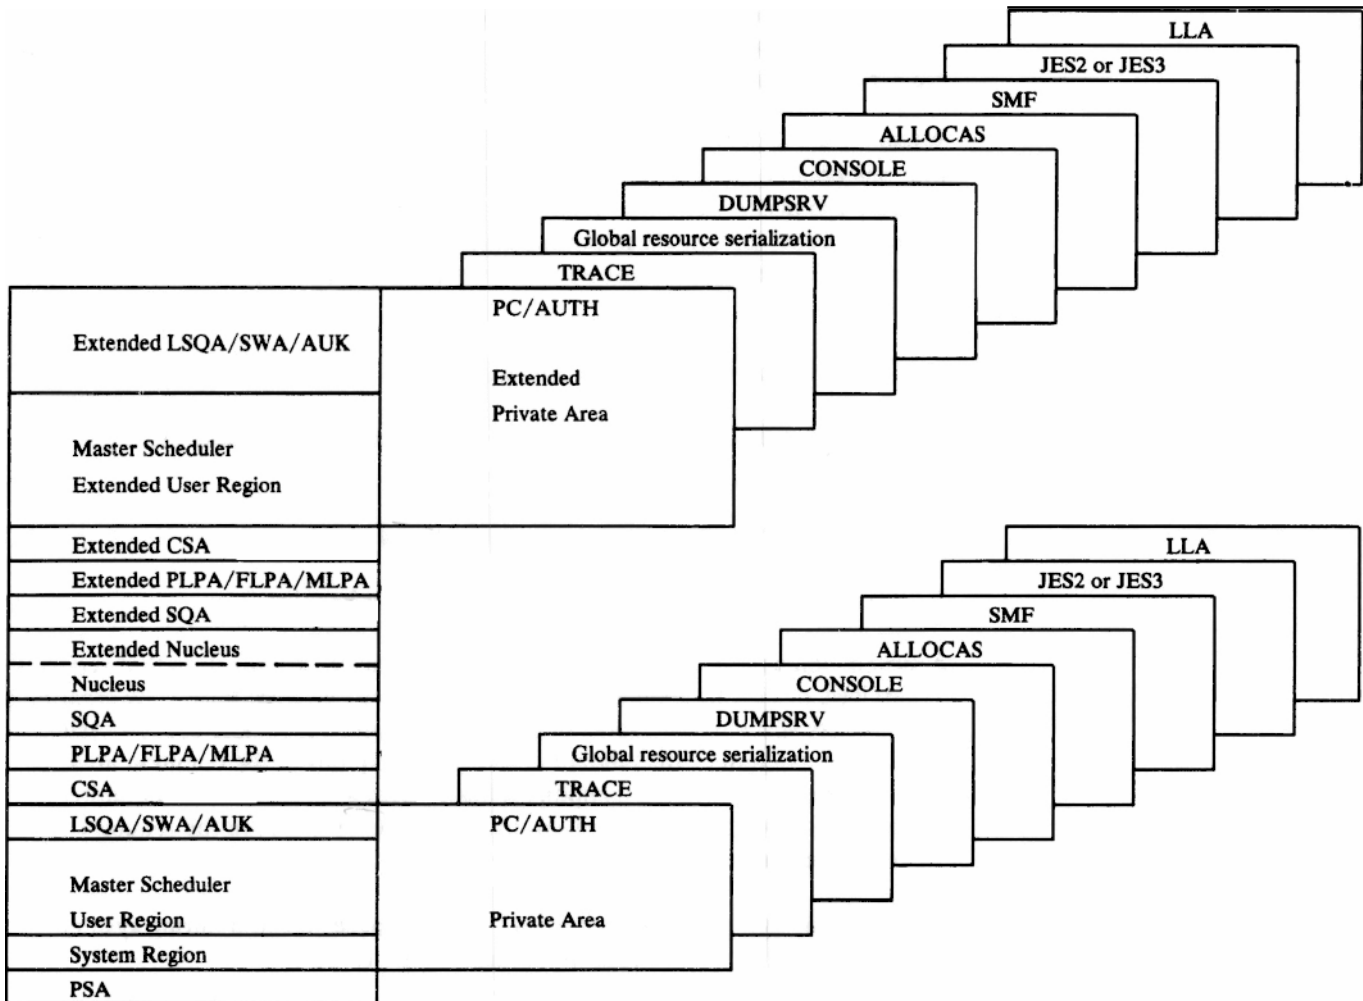 LLA
JES2 or JES3
SMF
ALLOCAS
CONSOLE
DUMPSRV
Global resource serialization
TRACE
PC/AUTH
Extended LSQA/SWA/AUK
Extended
Private Area
Master Scheduler
Extended User Region
Extended CSA
Extended PLPA/FLPA/MLPA
Extended SQA
Extended Nucleus
Nucleus
SQA
PLPA/FLPA/MLPA
CSA
LLA
JES2 or JES3
SMF
ALLOCAS
CONSOLE
DUMPSRV
Global resource serialization
TRACE
LSQA/SWA/AUK
PC/AUTH
Master Scheduler
User Region
Private Area
System Region
PSA